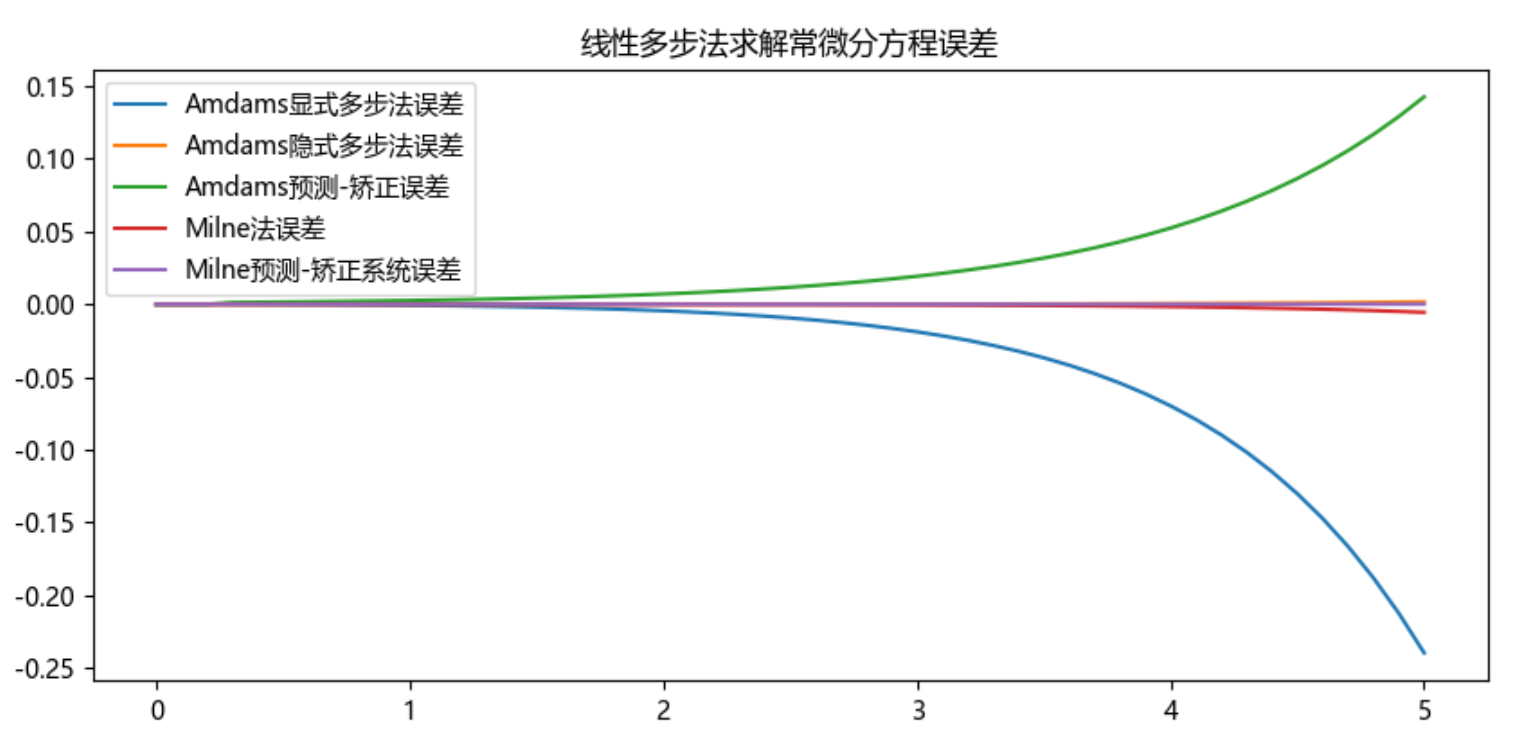 线性多步法求解常微分方程误差
0.15
0.10
0.05
0.00
-0.05
-0.10
-0.15
-0.20
-0.25
Amdams显式多步法误差
Amdams隐式多步法误差
Amdams预测-矫正误差
Milne法误差
Milne预测-矫正系统误差
0 1 2 3 4 5